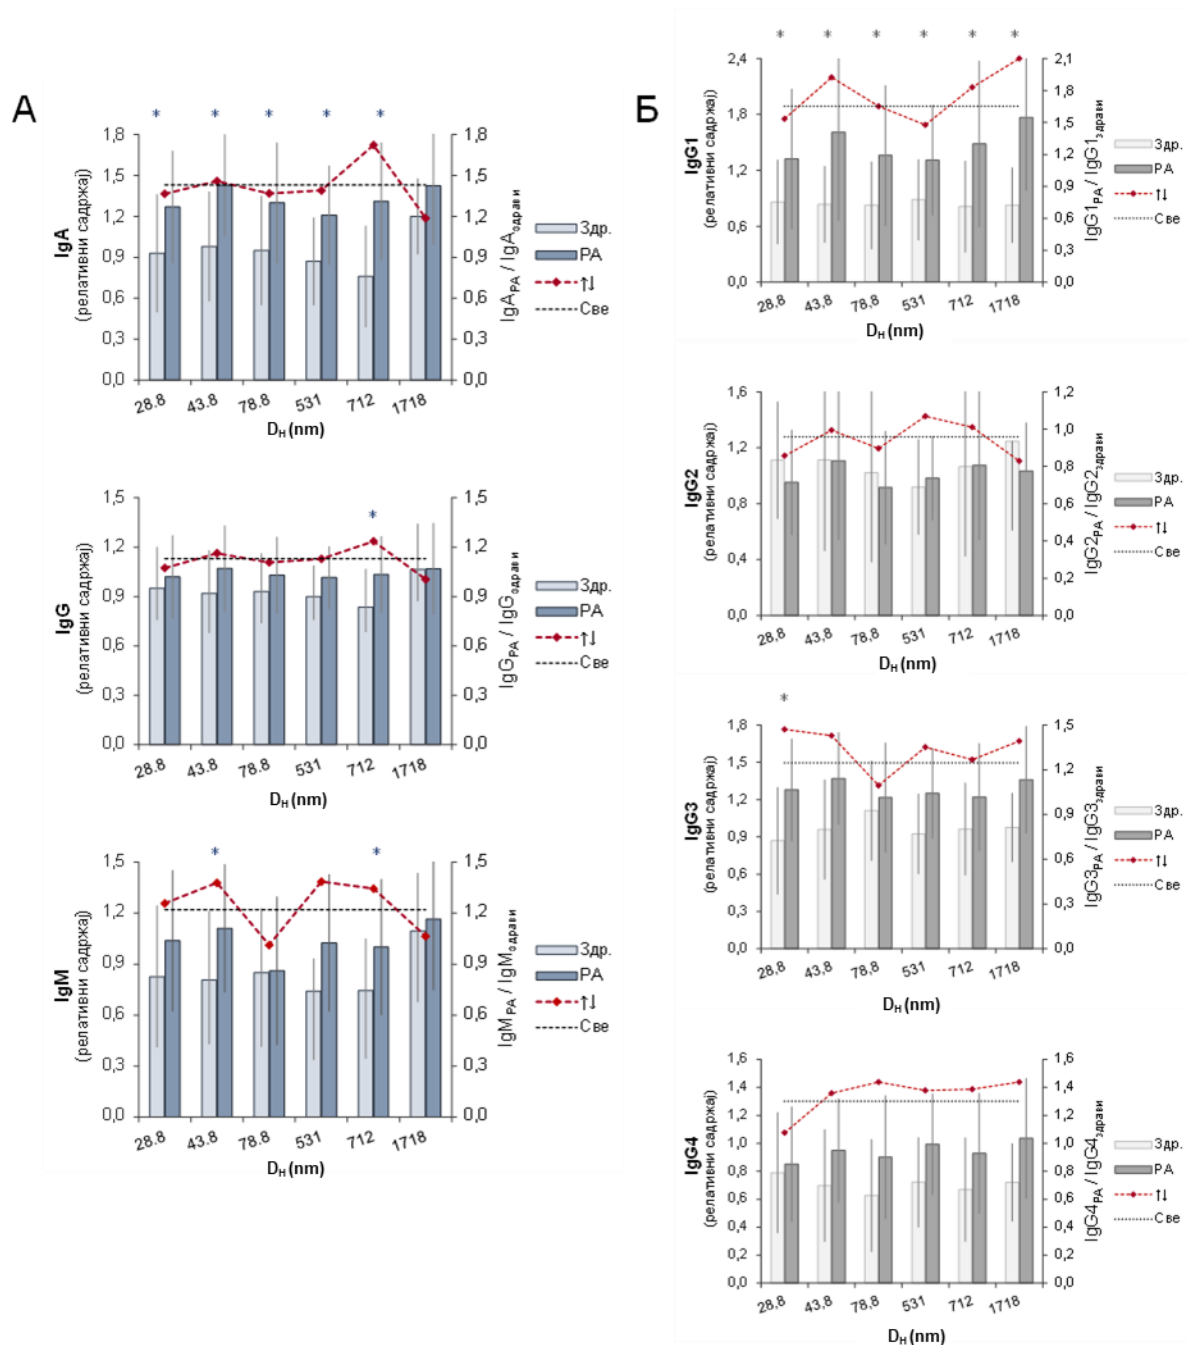 А
* * * * *
IgA
(релативни садржај)
1.8
1.5
1.2
0,9
0,6
0,3
0,0
1.8
1.5
1.2
0,9
0,6
0,3
0,0
IgAРА / IgAздрави
28.8 43.8 78.8 531 712 1718
DH (nm)
Здр.
РА
↑↓
Све
*
IgG
(релативни садржај)
1.5
1.2
0,9
0,6
0,3
0,0
1.5
1.2
0,9
0,6
0,3
0,0
IgGРА / IgGздрави
28.8 43.8 78.8 531 712 1718
DH (nm)
Здр.
РА
↑↓
Све
* *
IgM
(релативни садржај)
1.5
1.2
0,9
0,6
0,3
0,0
1.5
1.2
0,9
0,6
0,3
0,0
IgMРА / IgMздрави
28.8 43.8 78.8 531 712 1718
DH (nm)
Здр.
РА
↑↓
Све
Б
* * * * * *
IgG1
(релативни садржај)
2,4
1,8
1,2
0,6
0,0
2,1
1,8
1,5
1,2
0,9
0,6
0,3
0,0
IgG1РА / IgG1здрави
28,8 43,8 78,8 531 712 1718
DH (nm)
Здр.
РА
↑↓
Све
IgG2
(релативни садржај)
1,6
1,2
0,8
0,4
0,0
1,2
1,0
0,8
0,6
0,4
0,2
0,0
IgG2РА / IgG2здрави
28,8 43,8 78,8 531 712 1718
DH (nm)
Здр.
РА
↑↓
Све
*
IgG3
(релативни садржај)
1,8
1,5
1,2
0,9
0,6
0,3
0,0
1,5
1,2
0,9
0,6
0,3
0,0
IgG3РА / IgG3здрави
28,8 43,8 78,8 531 712 1718
DH (nm)
Здр.
РА
↑↓
Све
IgG4
(релативни садржај)
1,6
1,4
1,2
1,0
0,8
0,6
0,4
0,2
0,0
1,6
1,4
1,2
1,0
0,8
0,6
0,4
0,2
0,0
IgG4РА / IgG4здрави
28,8 43,8 78,8 531 712 1718
DH (nm)
Здр.
РА
↑↓
Све